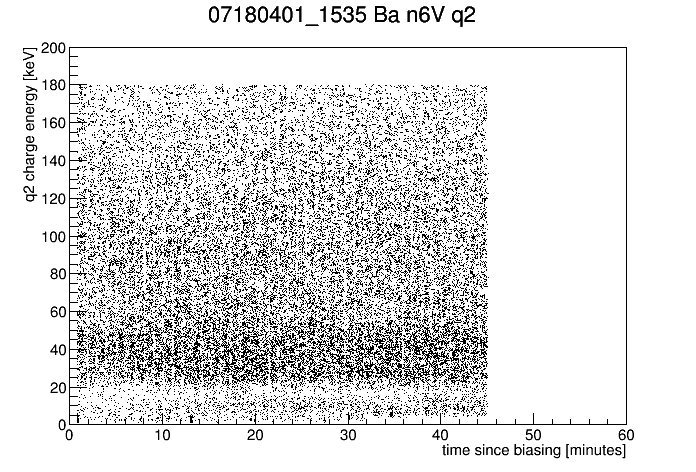 07180401_1535 Ba n6V q2
q2 charge energy [keV]
200
180
160
140
120
100
80
60
40
20
0
0 10 20 30 40 50 60
time since biasing [minutes]